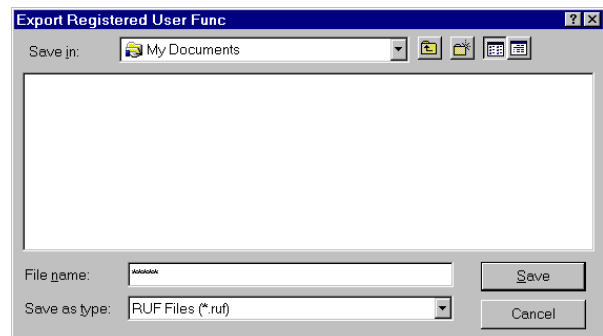 Export Registered User Func
Save in: My Documents
File name: *****
Save as type: RUF Files (*.ruf)
Save
Cancel